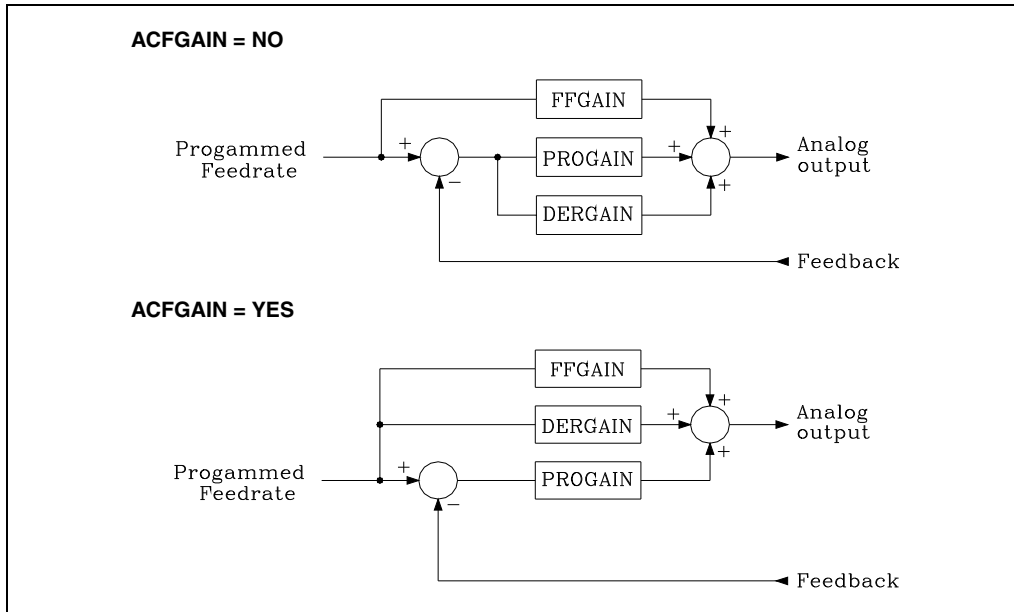 ACFGAIN = NO
FFGAIN
+
Progammed
Feedrate
+
−
PROGAIN
+
Analog
output
DERGAIN
+
Feedback
ACFGAIN = YES
FFGAIN
+
DERGAIN
+
Analog
output
Progammed
Feedrate
+
−
PROGAIN
+
Feedback